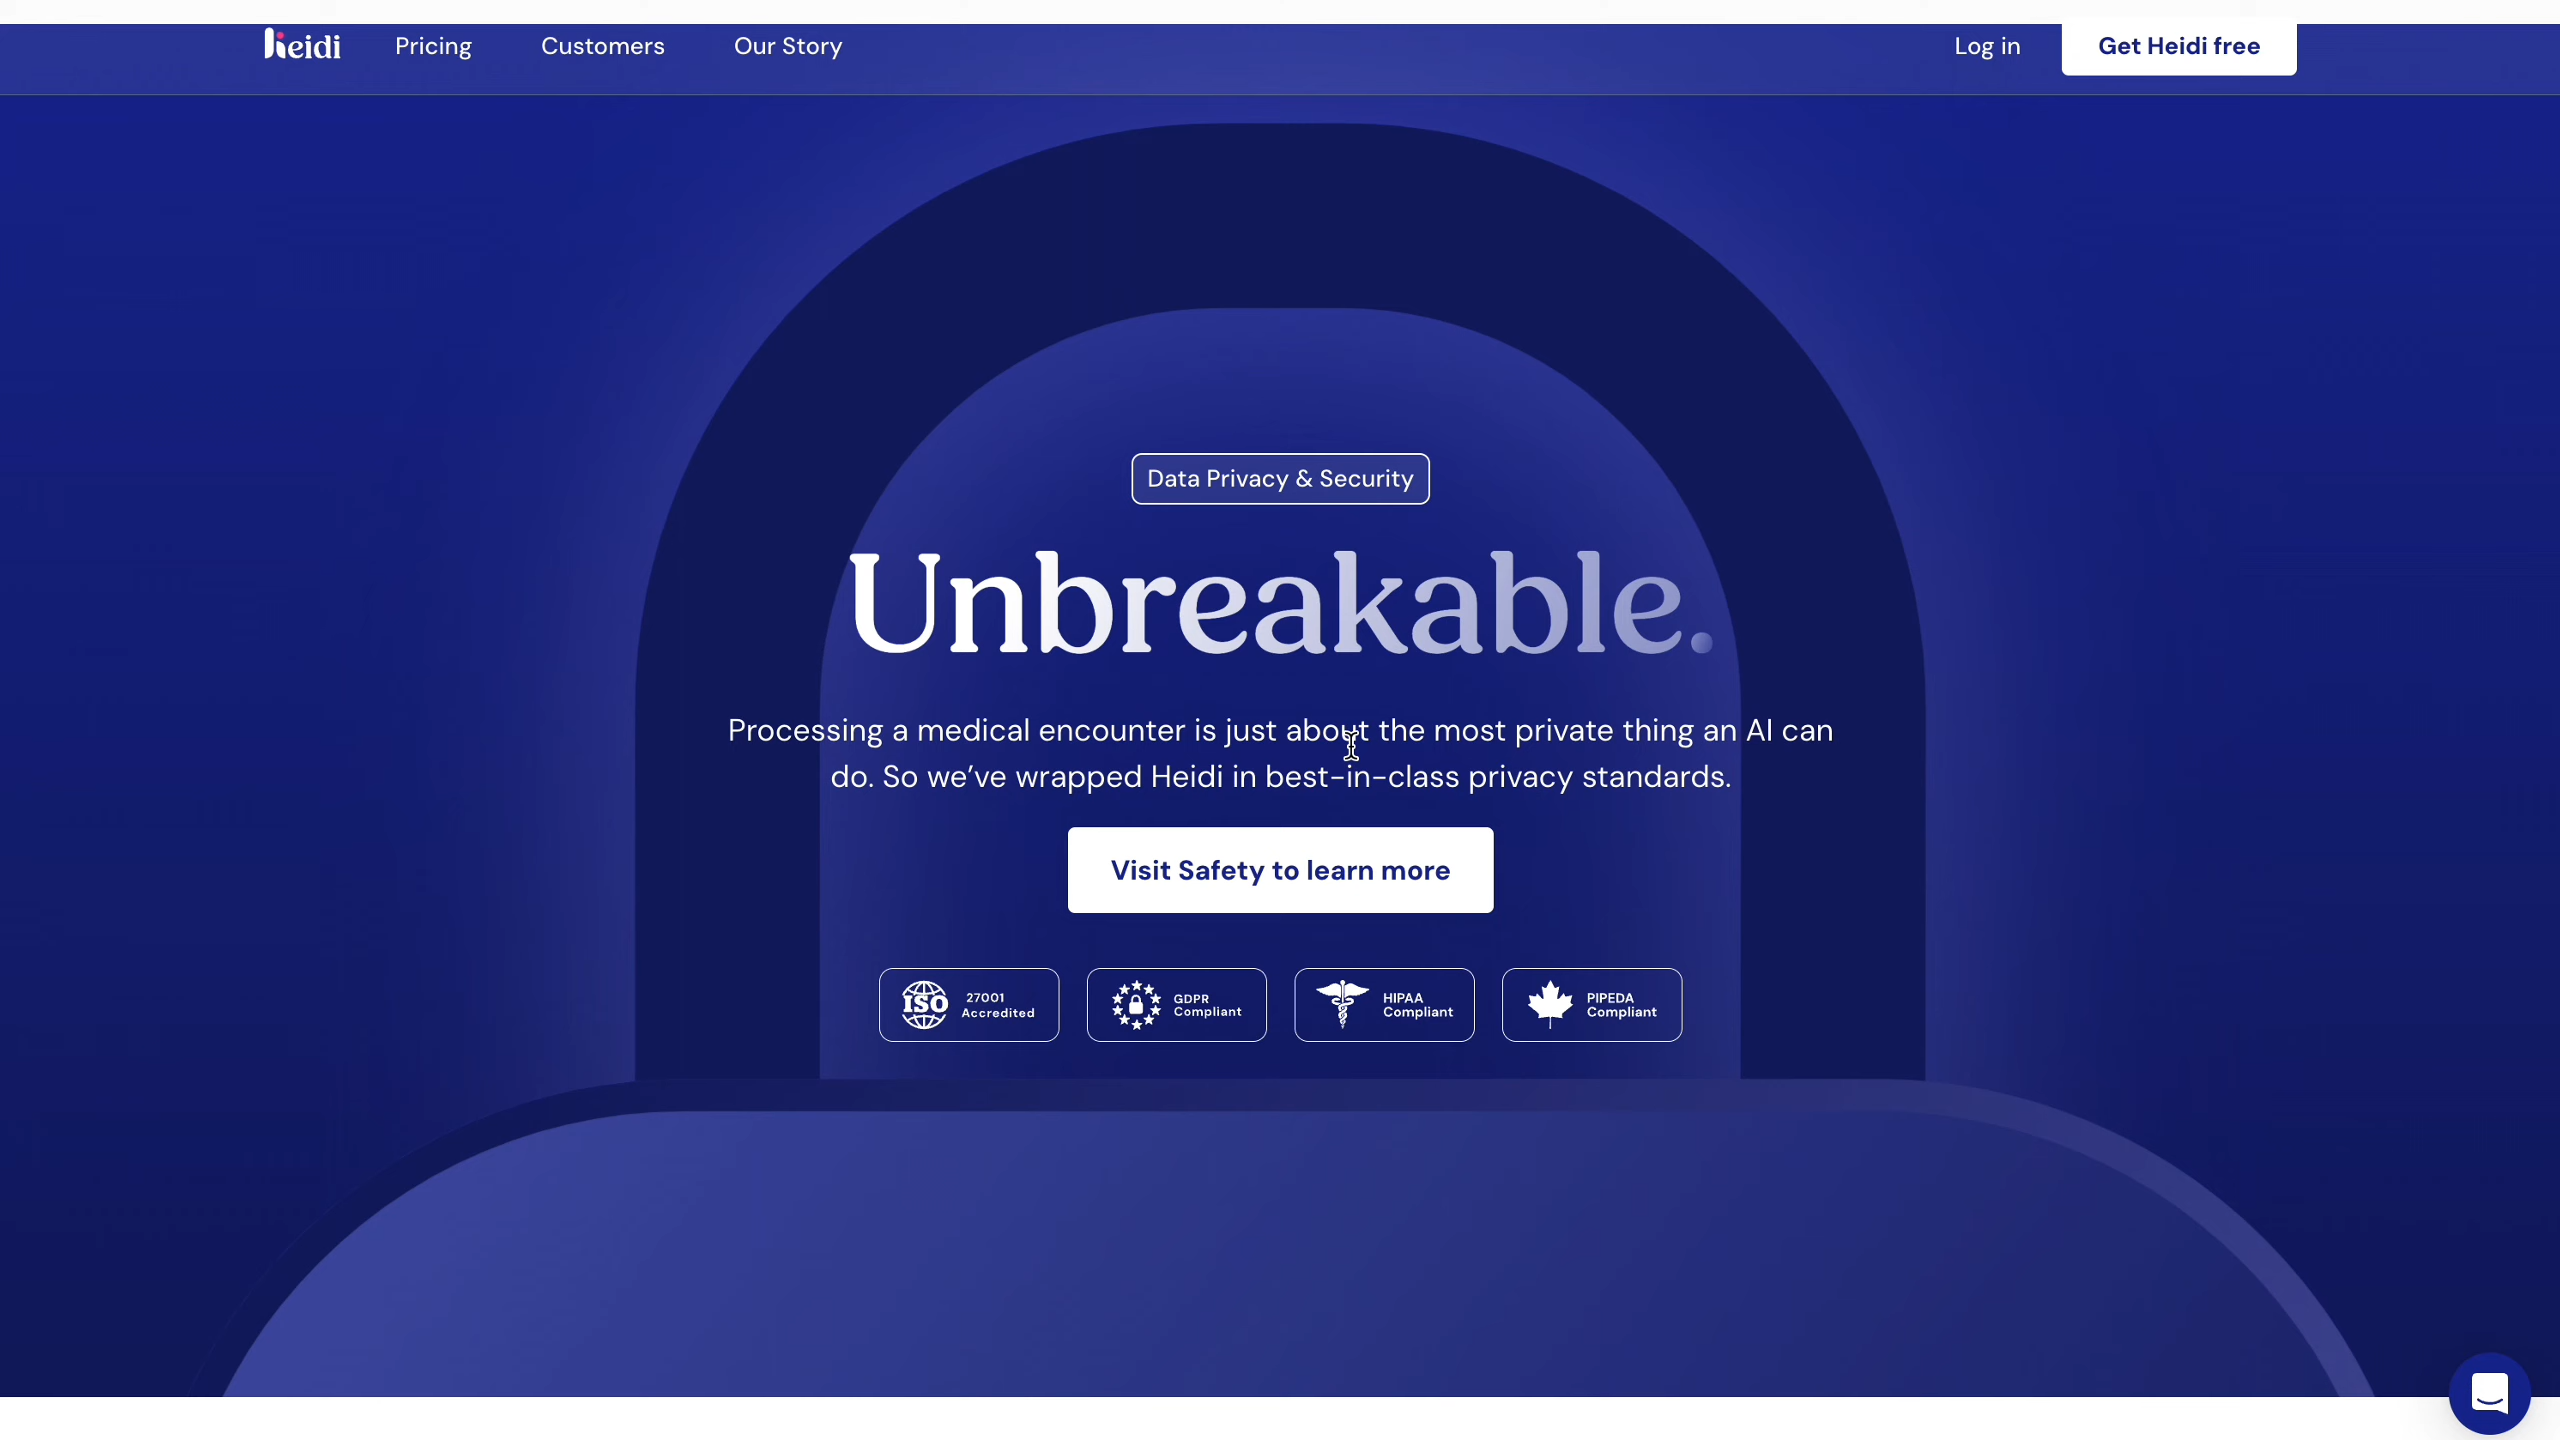 heidi
Pricing
Customers
Our Story
Log in
Get Heidi free
Data Privacy & Security
Unbreakable.
Processing a medical encounter is just about the most private thing an AI can
do. So we’ve wrapped Heidi in best-in-class privacy standards.
Visit Safety to learn more
ISO
27001
Accredited
GDPR
Compliant
HIPAA
Compliant
PIPEDA
Compliant